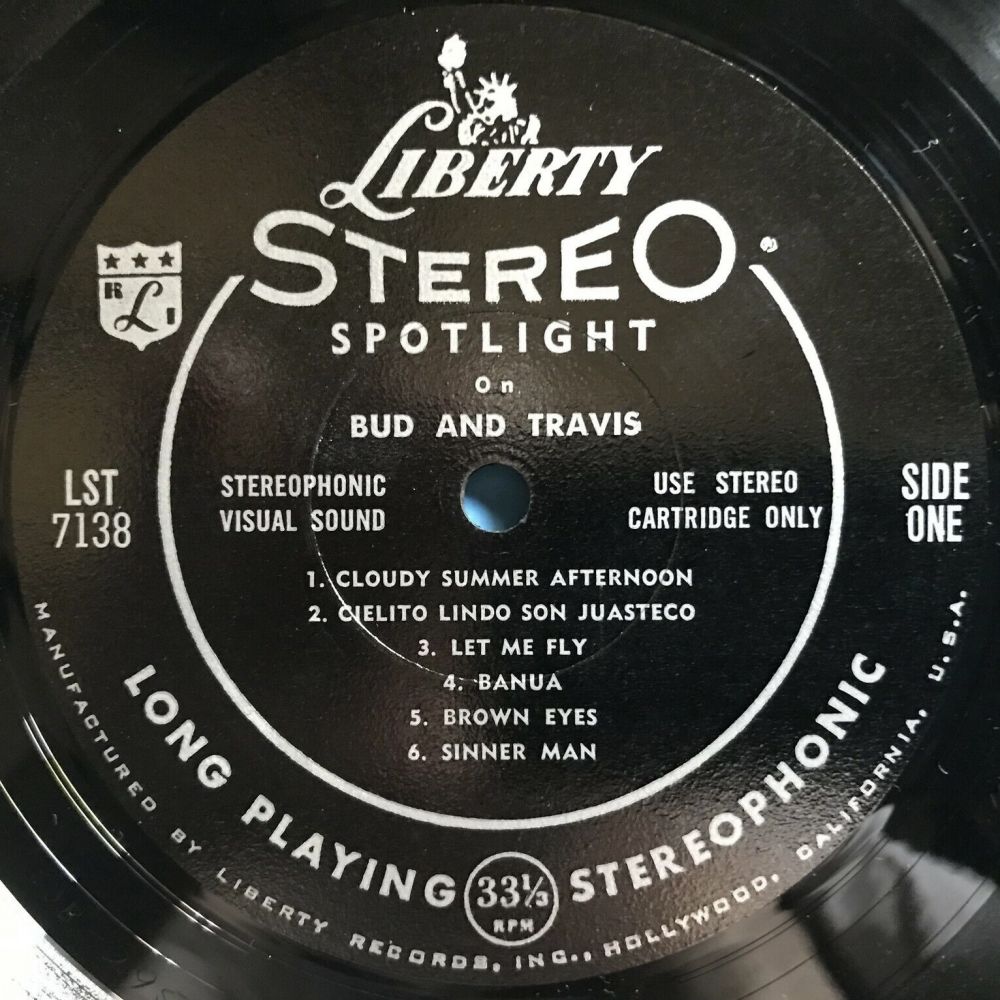 LIBERTY
STEREO
®
LRI
SPOTLIGHT
On
BUD AND TRAVIS
LST
7138
STEREOPHONIC
VISUAL SOUND
USE STEREO
CARTRIDGE ONLY
SIDE
ONE
1. CLOUDY SUMMER AFTERNOON
2. CIELITO LINDO SON JUASTECO
3. LET ME FLY
4. BANUA
5. BROWN EYES
6. SINNER MAN
LONG PLAYING 33⅓ RPM STEREOPHONIC
MANUFACTURED BY LIBERTY RECORDS, INC., HOLLYWOOD, CALIFORNIA, U.S.A.